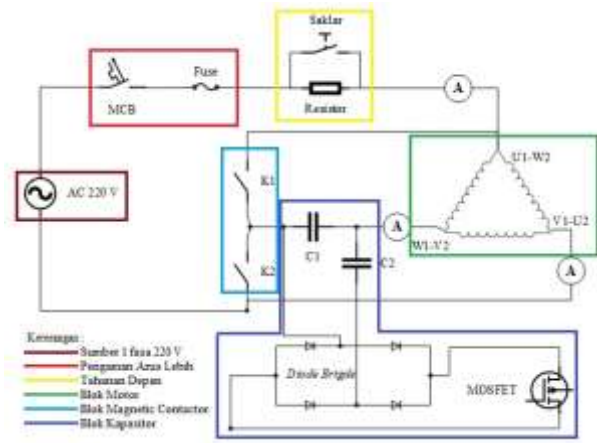 Saklar
Fuse
MCB
Resistor
A
U1-W2
K1
AC 220 V
V1-U2
A
W1-V2
C1
C2
K2
A
Keterangan :
Sumber 1 fasa 220 V
Pengaman Arus Lebih
Tahanan Depan
Blok Motor
Blok Magnetic Contactor
Blok Kapasitor
Diode Brigde
MOSFET